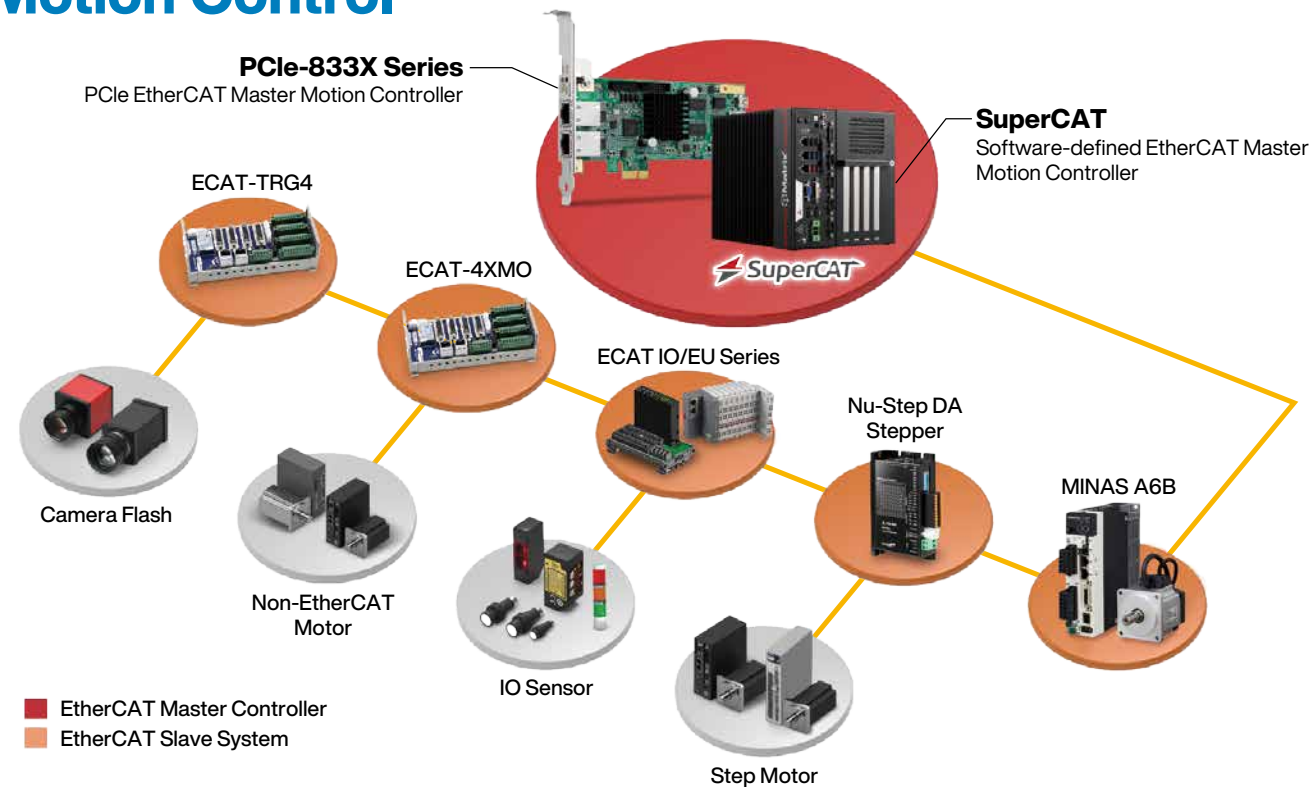 Motion Control
PCIe-833X Series
PCIe EtherCAT Master Motion Controller
SuperCAT
Software-defined EtherCAT Master
Motion Controller
Matrix
SuperCAT
ECAT-TRG4
ECAT-4XMO
ECAT IO/EU Series
Nu-Step DA
Stepper
MINAS A6B
Camera Flash
Non-EtherCAT
Motor
IO Sensor
Step Motor
EtherCAT Master Controller
EtherCAT Slave System